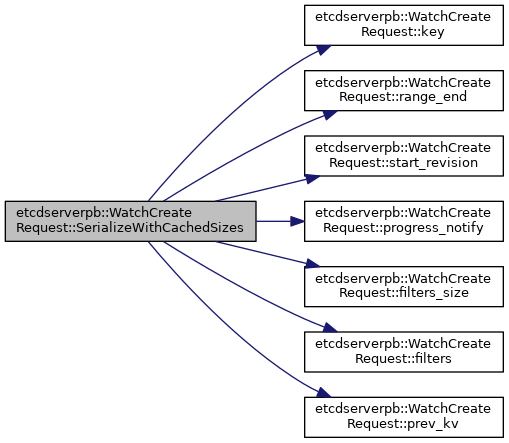 etcdserverpb::WatchCreate
Request::key
etcdserverpb::WatchCreate
Request::range_end
etcdserverpb::WatchCreate
Request::start_revision
etcdserverpb::WatchCreate
Request::SerializeWithCachedSizes
etcdserverpb::WatchCreate
Request::progress_notify
etcdserverpb::WatchCreate
Request::filters_size
etcdserverpb::WatchCreate
Request::filters
etcdserverpb::WatchCreate
Request::prev_kv